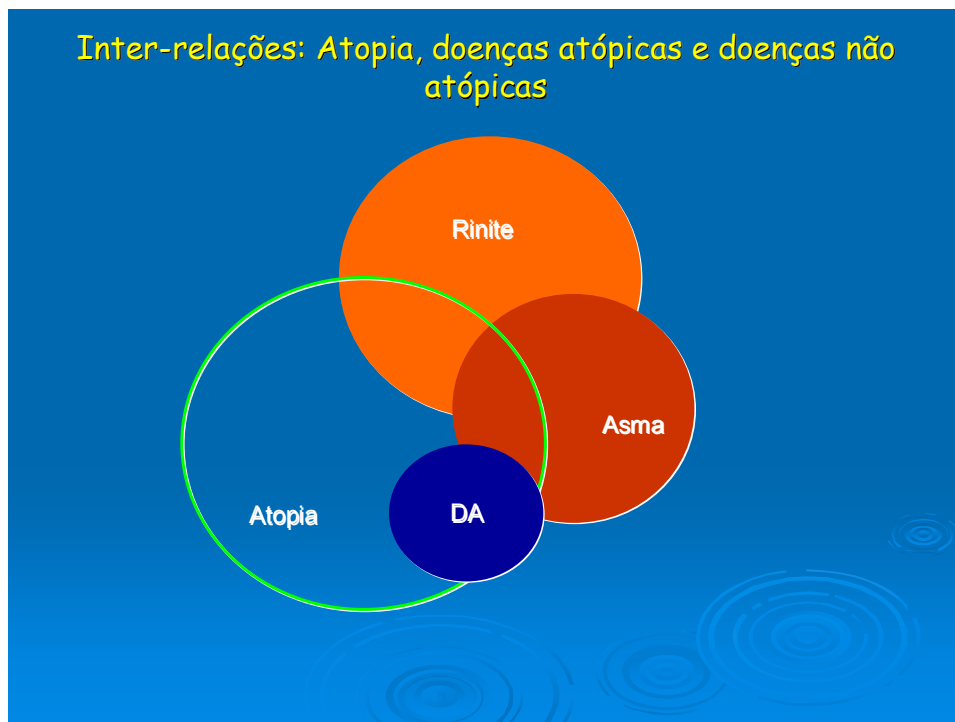 Inter-relações: Atopia, doenças atópicas e doenças não
atópicas
Rinite
Asma
Atopia
DA